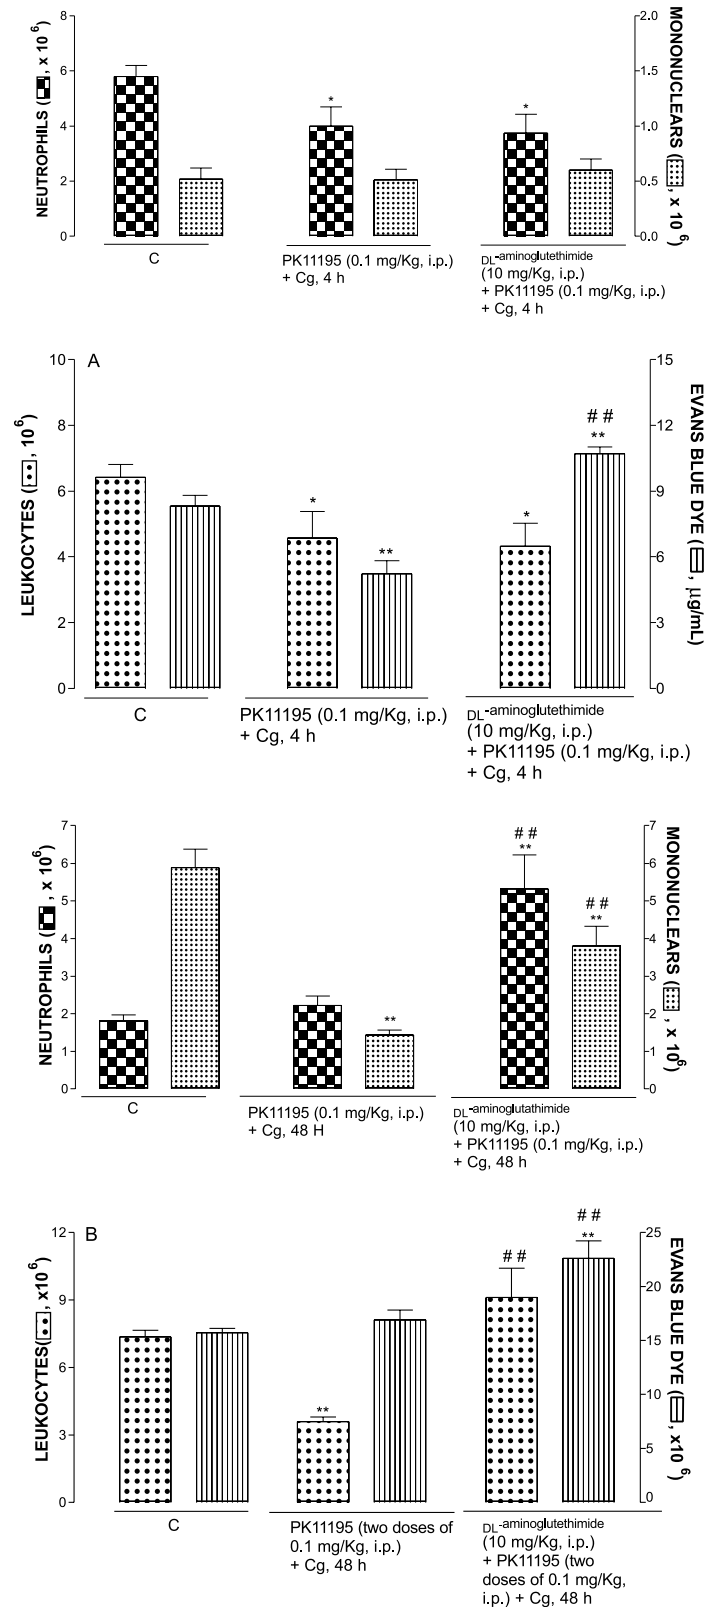 NEUTROPHILS ( , x 10 6 )
8
6
4
2
0
*
*
2.0
1.5
1.0
0.5
0.0
MONONUCLEARS ( , x 10 6 )
C
PK11195 (0.1 mg/Kg, i.p.)
+ Cg, 4 h
DL-aminoglutethimide
(10 mg/Kg, i.p.)
+ PK11195 (0.1 mg/Kg, i.p.)
+ Cg, 4 h
A
LEUKOCYTES ( , 10 6 )
10
8
6
4
2
0
*
**
*
# #
**
15
12
9
6
3
0
EVANS BLUE DYE ( , µg/mL)
C
PK11195 (0.1 mg/Kg, i.p.)
+ Cg, 4 h
DL-aminoglutethimide
(10 mg/Kg, i.p.)
+ PK11195 (0.1 mg/Kg, i.p.)
+ Cg, 4 h
NEUTROPHILS ( , x 10 6 )
7
6
5
4
3
2
1
0
**
# #
**
# #
**
7
6
5
4
3
2
1
0
MONONUCLEARS ( , x 10 6 )
C
PK11195 (0.1 mg/Kg, i.p.)
+ Cg, 48 H
DL-aminoglutathimide
(10 mg/Kg, i.p.)
+ PK11195 (0.1 mg/Kg, i.p.)
+ Cg, 48 h
B
LEUKOCYTES( , x10 6 )
12
9
6
3
0
**
# #
# #
**
25
20
15
10
5
0
EVANS BLUE DYE ( , x10 6 )
C
PK11195 (two doses of
0.1 mg/Kg, i.p.)
+ Cg, 48 h
DL-aminoglutethimide
(10 mg/Kg, i.p.)
+ PK11195 (two
doses of 0.1 mg/Kg,
i.p.) + Cg, 48 h